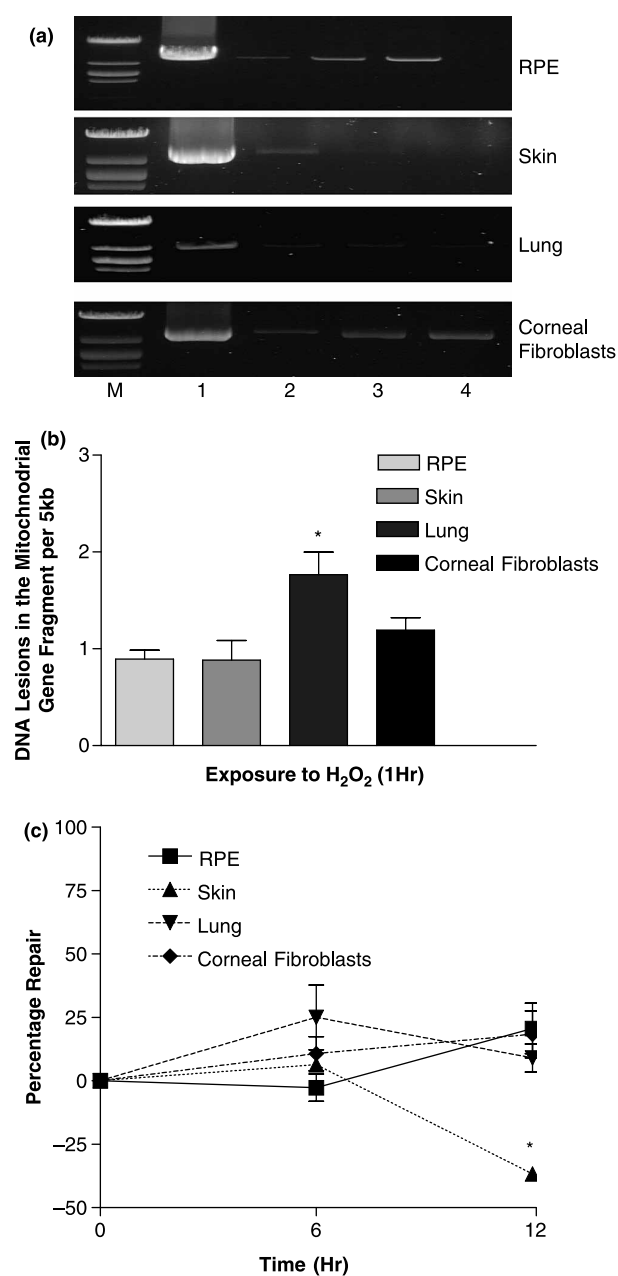 (a)
RPE
Skin
Lung
Corneal
Fibroblasts
M 1 2 3 4
(b)
DNA Lesions in the Mitochnodrial
Gene Fragment per 5kb
3
2
1
0
*
RPE
Skin
Lung
Corneal Fibroblasts
Exposure to H₂O₂ (1Hr)
(c)
Percentage Repair
100
75
50
25
0
–25
–50
RPE
Skin
Lung
Corneal Fibroblasts
*
0 6 12
Time (Hr)